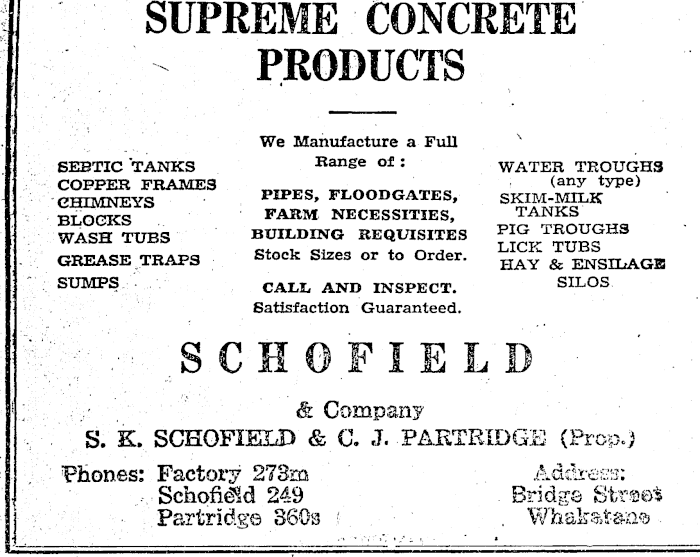 SUPREME CONCRETE
PRODUCTS
We Manufacture a Full
Range of :
SEPTIC TANKS
COPPER FRAMES
CHIMNEYS
BLOCKS
WASH TUBS
GREASE TRAPS
SUMPS
PIPES, FLOODGATES,
FARM NECESSITIES,
BUILDING REQUISITES
Stock Sizes or to Order.
CALL AND INSPECT.
Satisfaction Guaranteed.
WATER TROUGHS
(any type)
SKIM-MILK
TANKS
PIG TROUGHS
LICK TUBS
HAY & ENSILAGE
SILOS
SCHOFIELD
& Company
S. K. SCHOFIELD & C. J. PARTRIDGE (Prop.)
Phones: Factory 273m
Schofield 249
Partridge 360s
Address:
Bridge Street
Whakatane